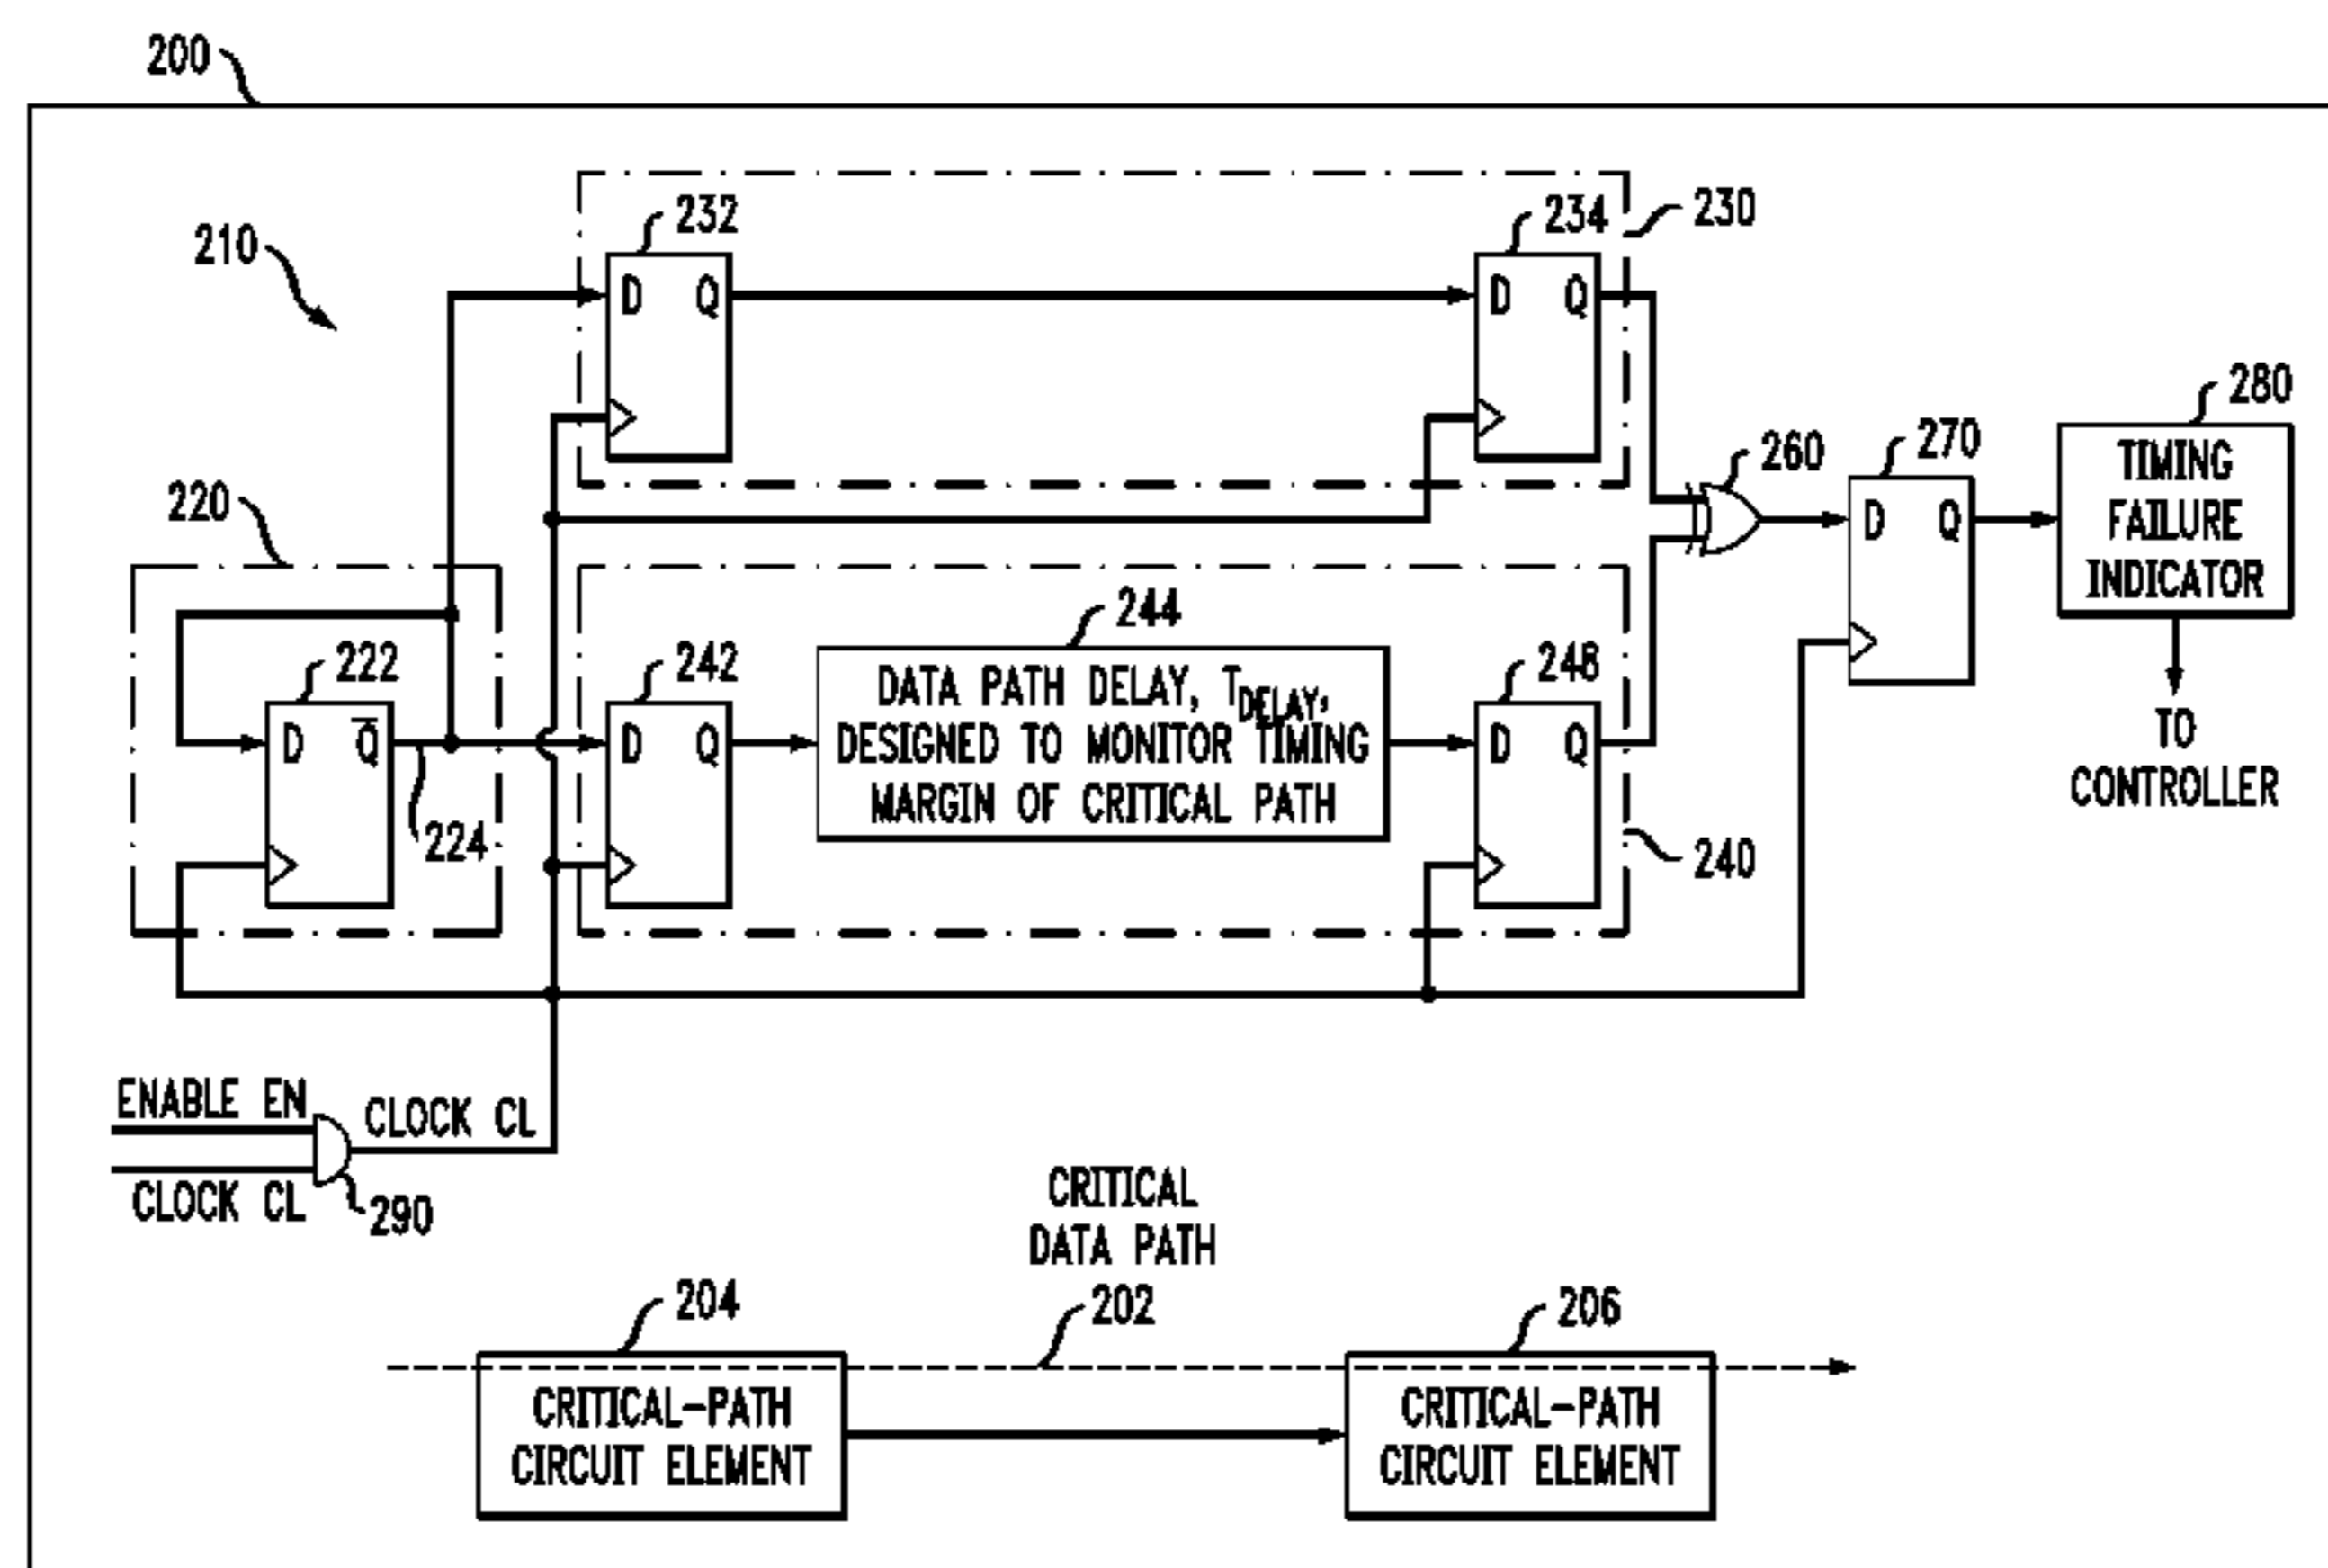 200
210
232
234
230
D Q
D Q
220
260
270
280
TIMING
FAILURE
INDICATOR
D Q
TO
CONTROLLER
222
D Q̅
224
242
D Q
244
DATA PATH DELAY, TDELAY,
DESIGNED TO MONITOR TIMING
MARGIN OF CRITICAL PATH
246
D Q
240
ENABLE EN
CLOCK CL
CLOCK CL
290
CRITICAL
DATA PATH
202
204
CRITICAL-PATH
CIRCUIT ELEMENT
206
CRITICAL-PATH
CIRCUIT ELEMENT